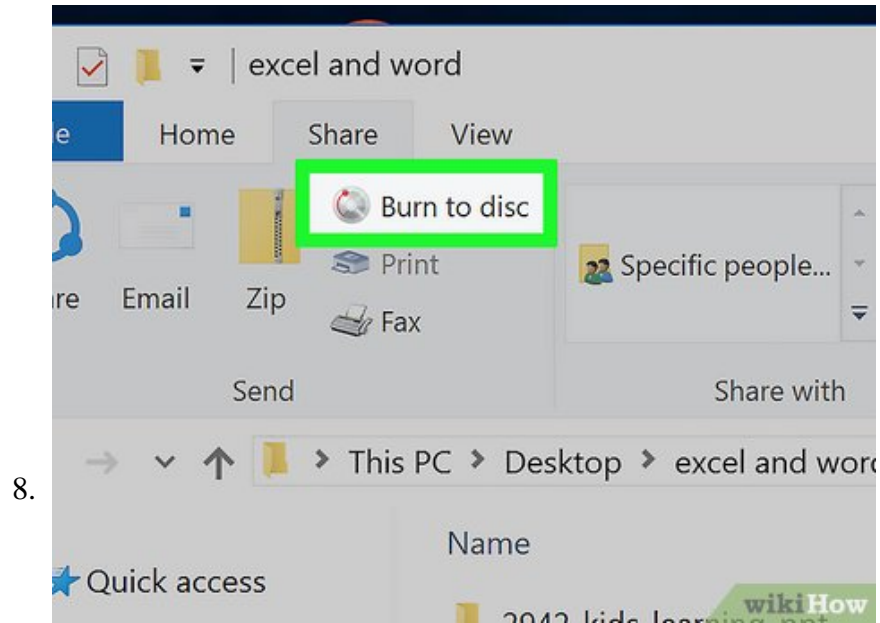 excel and word
Home Share View
Burn to disc
Print
Specific people...
Email Zip
Fax
Send
Share with
This PC Desktop excel and word
8.
Name
Quick access
wikiHow